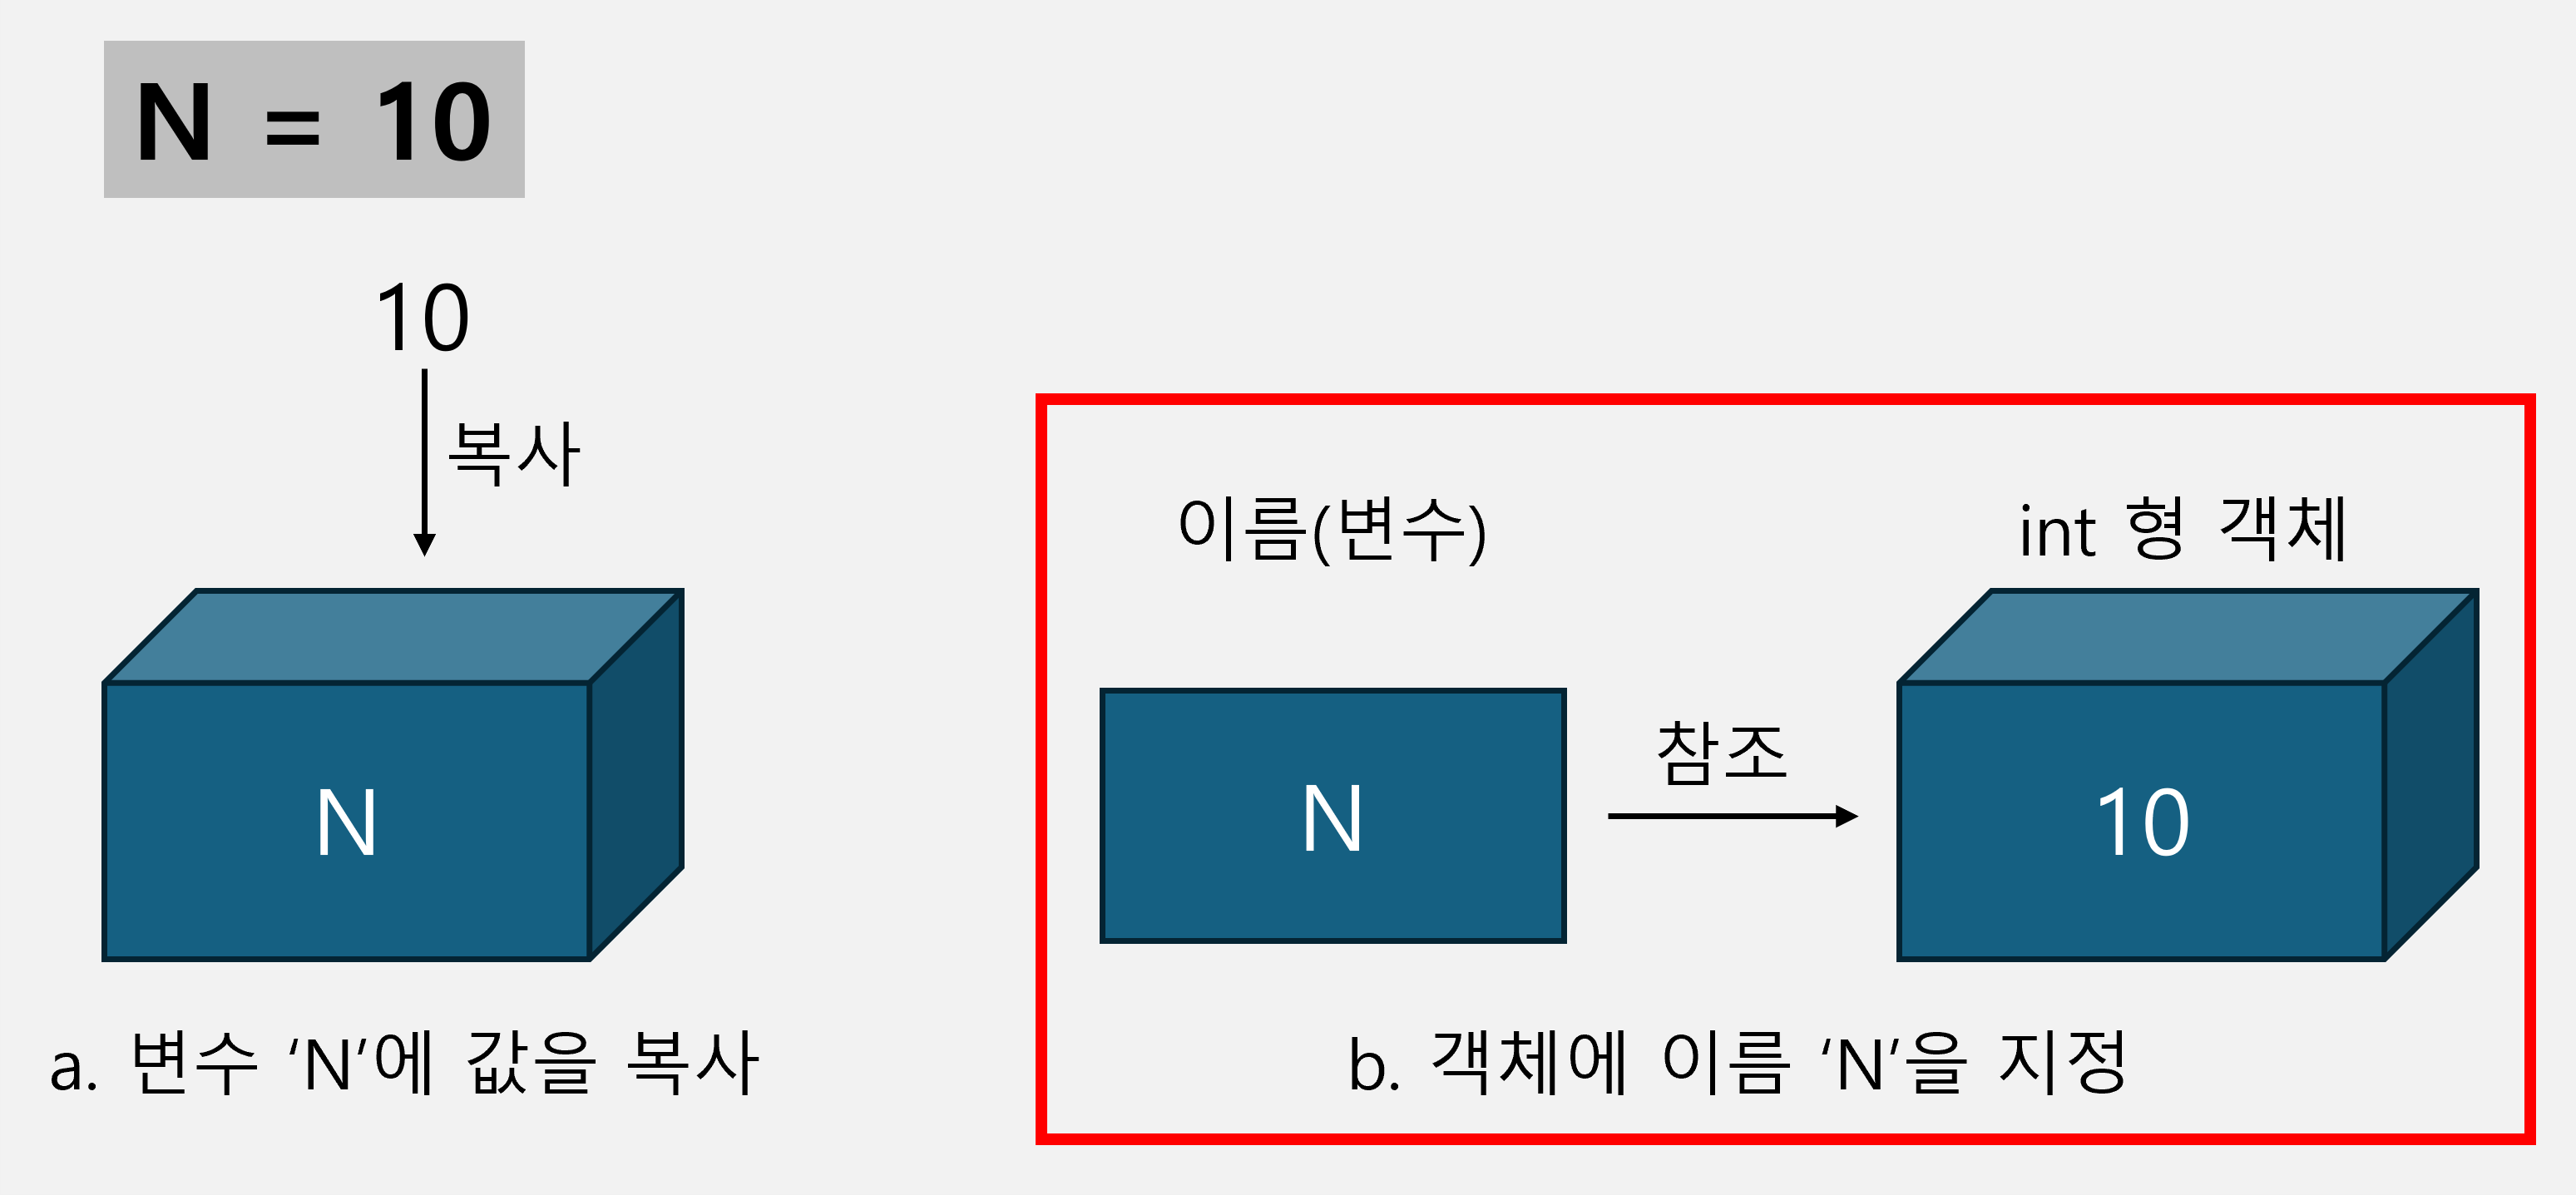 N = 10
10
복사
N
a. 변수 ‘N’에 값을 복사
이름(변수)
int 형 객체
N
참조
10
b. 객체에 이름 ‘N’을 지정